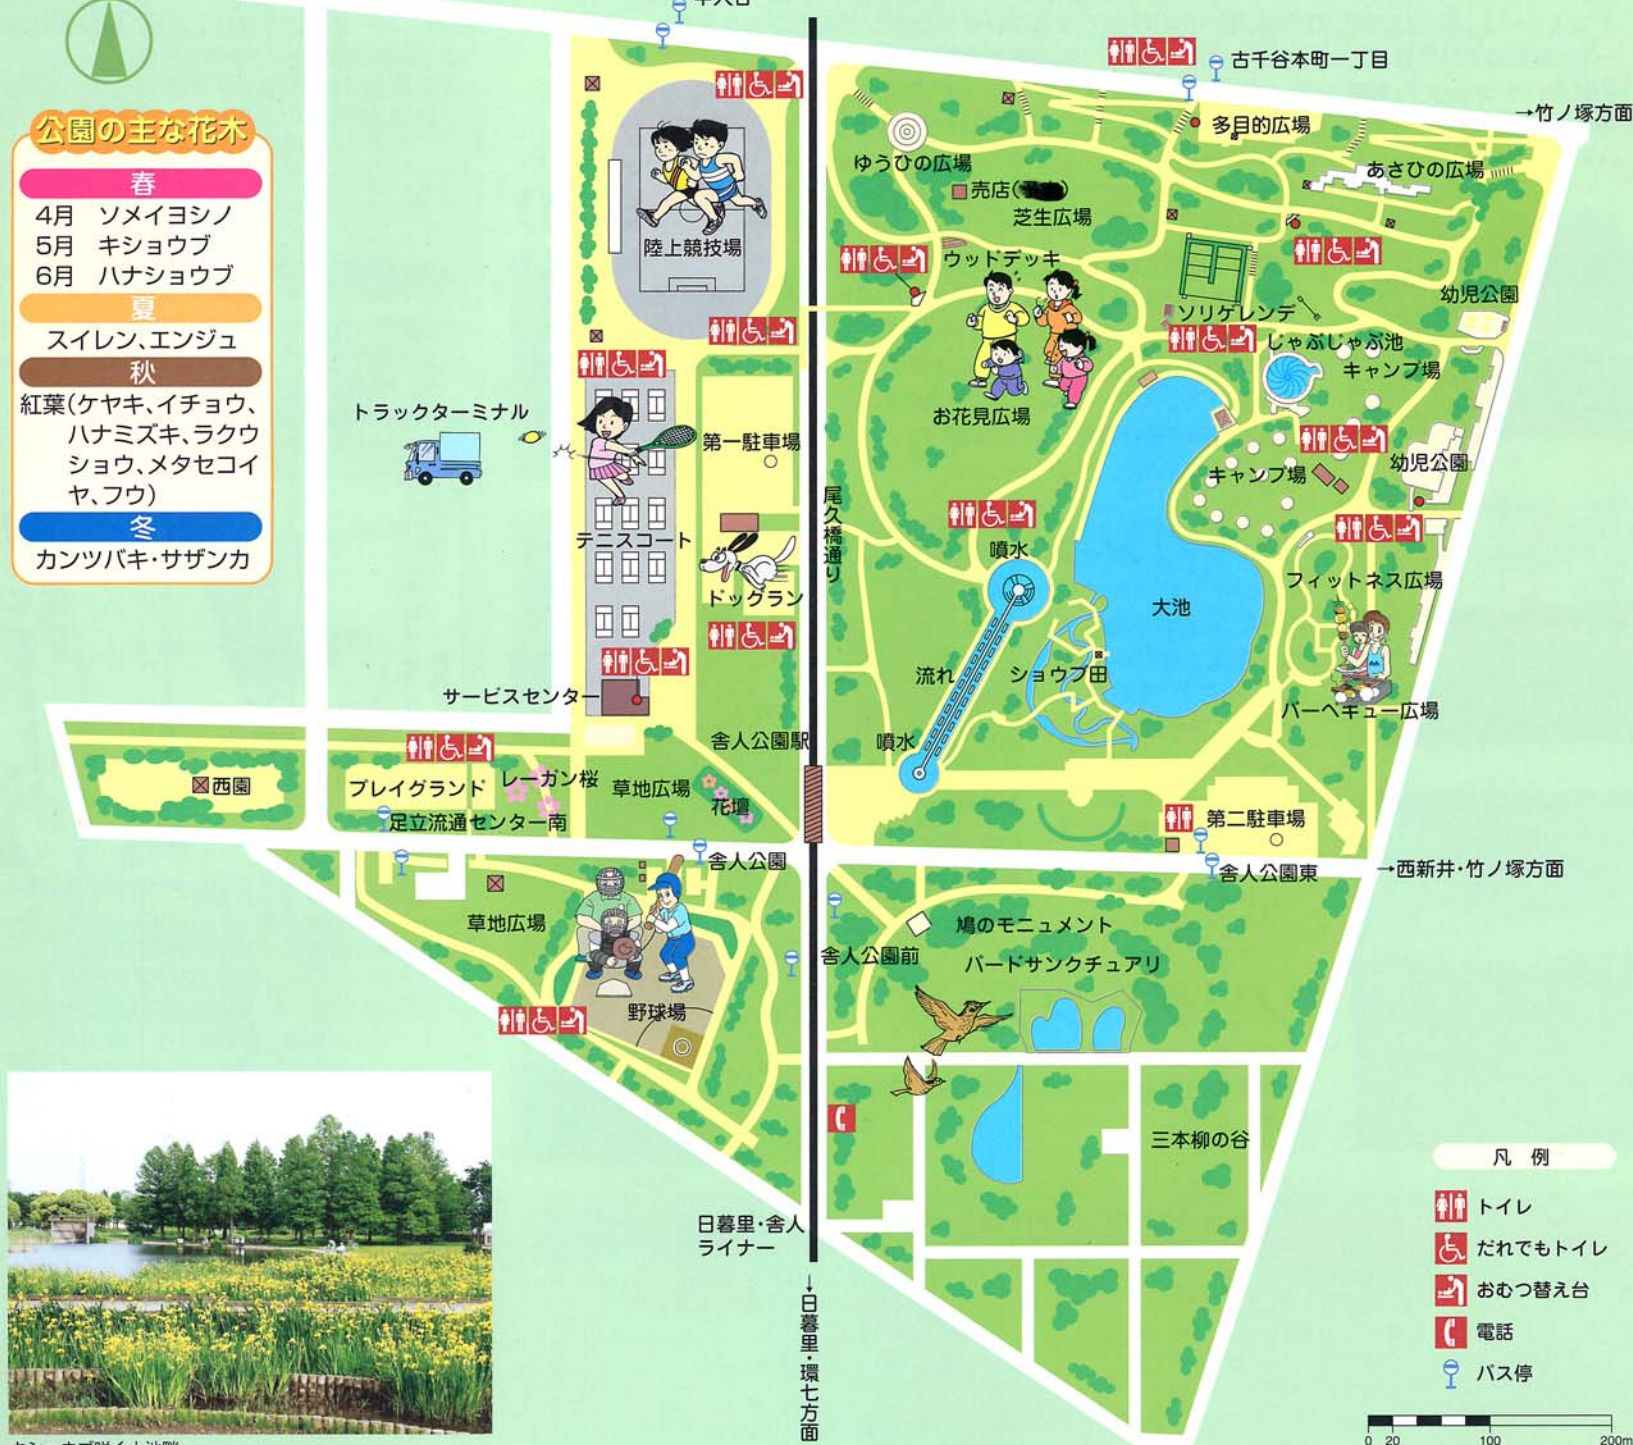 古千谷本町一丁目
→竹ノ塚方面
公園の主な花木
春
4月 ソメイヨシノ
5月 キショウブ
6月 ハナショウブ
夏
スイレン、エンジュ
秋
紅葉(ケヤキ、イチョウ、
ハナミズキ、ラクウ
ショウ、メタセコイ
ヤ、フウ)
冬
カンツバキ・サザンカ
陸上競技場
トラックターミナル
第一駐車場
テニスコート
ドッグラン
サービスセンター
尾久橋通り
多目的広場
ゆうひの広場
あさひの広場
売店(
芝生広場
ウッドデッキ
幼児公園
ソリゲレンデ
じゃぶじゃぶ池
キャンプ場
お花見広場
キャンプ場
幼児公園
噴水
フィットネス広場
大池
流れ
ショウブ田
バーベキュー広場
噴水
舎人公園駅
西園
プレイグランド
レーガン桜
草地広場
花壇
足立流通センター南
第二駐車場
舎人公園
舎人公園東
→西新井・竹ノ塚方面
草地広場
野球場
舎人公園前
鳩のモニュメント
バードサンクチュアリ
三本柳の谷
日暮里・舎人
ライナー
→日暮里・環七方面
凡例
トイレ
だれでもトイレ
おむつ替え台
電話
バス停
0 20 100 200m